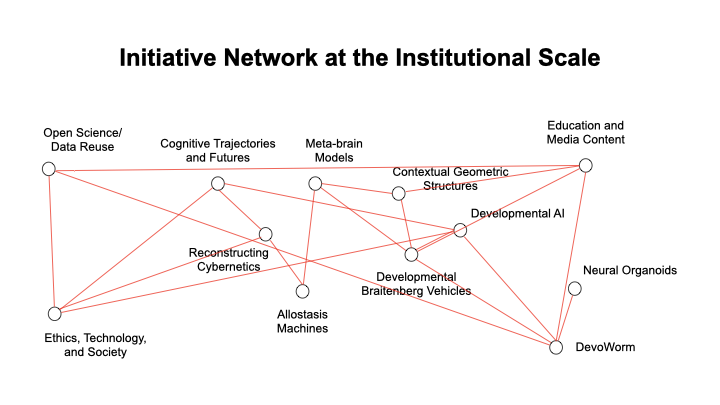 Initiative Network at the Institutional Scale
Open Science/
Data Reuse
Cognitive Trajectories
and Futures
Meta-brain
Models
Contextual Geometric
Structures
Education and
Media Content
Developmental AI
Reconstructing
Cybernetics
Developmental
Braitenberg Vehicles
Neural Organoids
Allostasis
Machines
Ethics, Technology,
and Society
DevoWorm